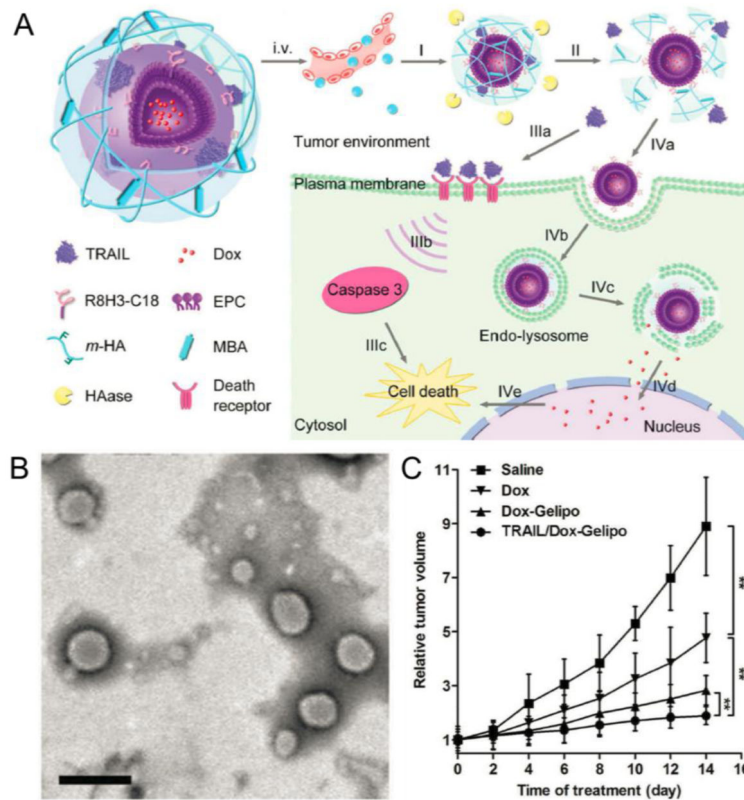 A
i.v.
I
II
Tumor environment
IIIa
IVa
Plasma membrane
TRAIL
Dox
IIIb
IVb
R8H3-C18
EPC
Caspase 3
IVc
m-HA
MBA
Endo-lysosome
IIIc
HAase
Death
receptor
Cell death
IVe
IVd
Cytosol
Nucleus
B
C
Saline
Dox
Dox-Gelipo
TRAIL/Dox-Gelipo
Relative tumor volume
11
9
7
5
3
1
**
**
**
0 2 4 6 8 10 12 14 16
Time of treatment (day)